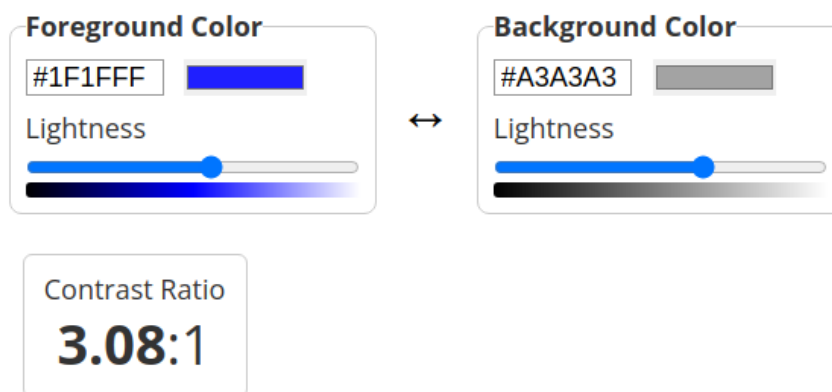 Foreground Color
#1F1FFF
Lightness
↔
Background Color
#A3A3A3
Lightness
Contrast Ratio
3.08:1